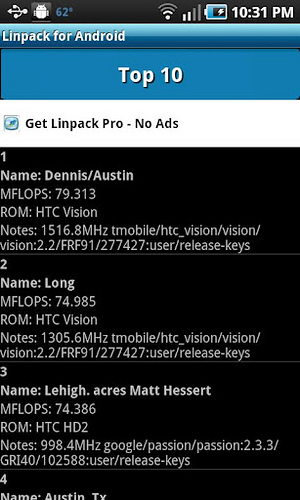 62° 10:31 PM
Linpack for Android
Top 10
Get Linpack Pro - No Ads
1
Name: Dennis/Austin
MFLOPS: 79.313
ROM: HTC Vision
Notes: 1516.8MHz tmobile/htc_vision/vision/
vision:2.2/FRF91/277427:user/release-keys
2
Name: Long
MFLOPS: 74.985
ROM: HTC Vision
Notes: 1305.6MHz tmobile/htc_vision/vision/
vision:2.2/FRF91/277427:user/release-keys
3
Name: Lehigh. acres Matt Hessert
MFLOPS: 74.386
ROM: HTC HD2
Notes: 998.4MHz google/passion/passion:2.3.3/
GRI40/102588:user/release-keys
4
Name: Austin, Tx